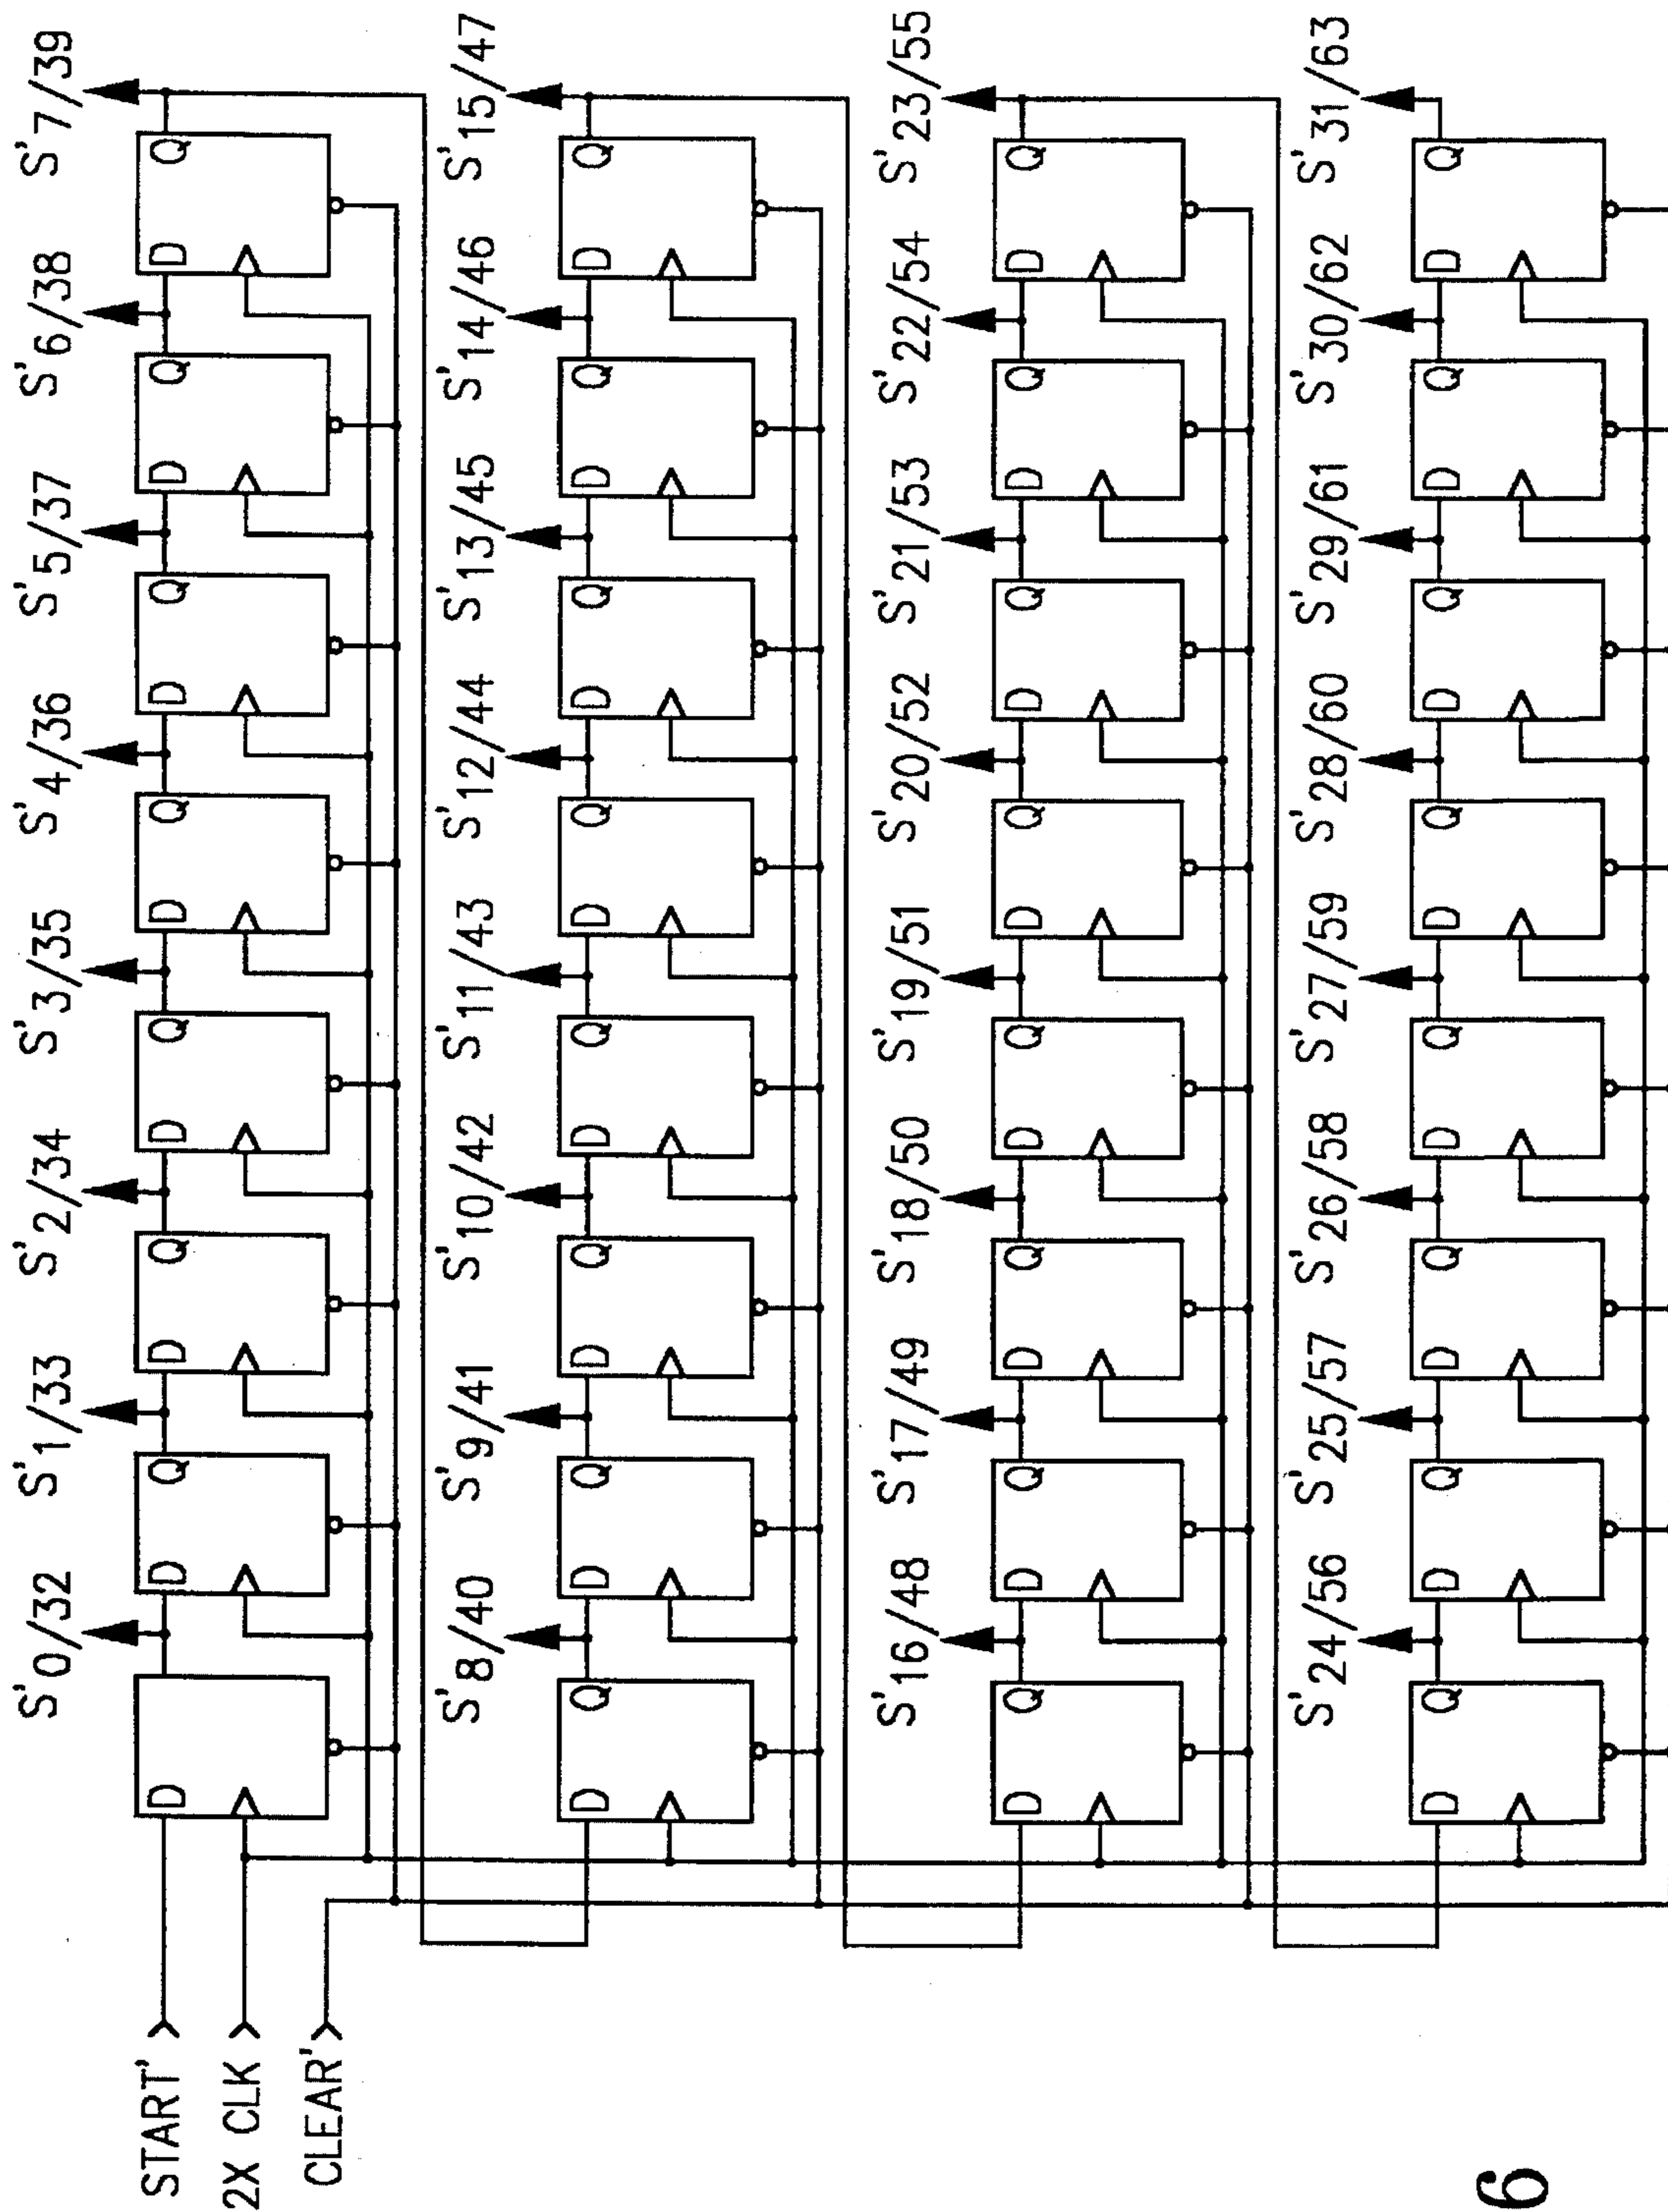 S'0/32 S'1/33 S'2/34 S'3/35 S'4/36 S'5/37 S'6/38 S'7/39
START' D D Q D Q D Q D Q D Q D Q D Q
2X CLK
CLEAR'
S'8/40 S'9/41 S'10/42 S'11/43 S'12/44 S'13/45 S'14/46 S'15/47
D Q D Q D Q D Q D Q D Q D Q D Q
S'16/48 S'17/49 S'18/50 S'19/51 S'20/52 S'21/53 S'22/54 S'23/55
D Q D Q D Q D Q D Q D Q D Q D Q
S'24/56 S'25/57 S'26/58 S'27/59 S'28/60 S'29/61 S'30/62 S'31/63
D Q D Q D Q D Q D Q D Q D Q D Q
6